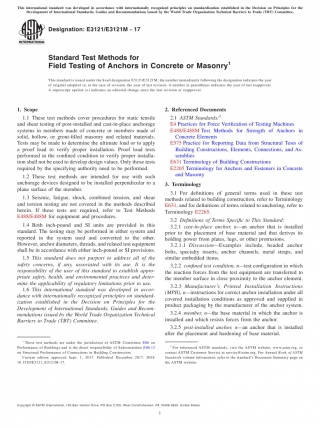 This international standard was developed in accordance with internationally recognized principles on standardization established in the Decision on Principles for the
Development of International Standards, Guides and Recommendations issued by the World Trade Organization Technical Barriers to Trade (TBT) Committee.
INTERNATIONAL
Designation: E3121/E3121M − 17
Standard Test Methods for
Field Testing of Anchors in Concrete or Masonry1
This standard is issued under the fixed designation E3121/E3121M; the number immediately following the designation indicates the year
of original adoption or, in the case of revision, the year of last revision. A number in parentheses indicates the year of last reapproval.
A superscript epsilon (ε) indicates an editorial change since the last revision or reapproval.
1. Scope
1.1 These test methods cover procedures for static tensile
and shear testing of post-installed and cast-in-place anchorage
systems in members made of concrete or members made of
solid, hollow, or grout-filled masonry and related materials.
Tests may be made to determine the ultimate load or to apply
a proof load to verify proper installation. Proof load tests
performed in the confined condition to verify proper installa-
tion shall not be used to develop design values. Only those tests
required by the specifying authority need to be performed.
1.2 These test methods are intended for use with such
anchorage devices designed to be installed perpendicular to a
plane surface of the member.
1.3 Seismic, fatigue, shock, combined tension, and shear
and torsion testing are not covered in the methods described
herein. If these tests are required, refer to Test Methods
E488/E488M for equipment and procedures.
1.4 Both inch-pound and SI units are provided in this
standard. The testing may be performed in either system and
reported in the system used and converted to the other.
However, anchor diameters, threads, and related test equipment
shall be in accordance with either inch-pound or SI provisions.
1.5 This standard does not purport to address all of the
safety concerns, if any, associated with its use. It is the
responsibility of the user of this standard to establish appro-
priate safety, health, and environmental practices and deter-
mine the applicability of regulatory limitations prior to use.
1.6 This international standard was developed in accor-
dance with internationally recognized principles on standard-
ization established in the Decision on Principles for the
Development of International Standards, Guides and Recom-
mendations issued by the World Trade Organization Technical
Barriers to Trade (TBT) Committee.
1 These test methods are under the jurisdiction of ASTM Committee E06 on
Performance of Buildings and is the direct responsibility of Subcommittee E06.13
on Structural Performance of Connections in Building Construction.
Current edition approved Sept. 1, 2017. Published December 2017. DOI:
10.1520/E3121_E3121M-17.
2. Referenced Documents
2.1 ASTM Standards:2
E4 Practices for Force Verification of Testing Machines
E488/E488M Test Methods for Strength of Anchors in
Concrete Elements
E575 Practice for Reporting Data from Structural Tests of
Building Constructions, Elements, Connections, and As-
semblies
E631 Terminology of Building Constructions
E2265 Terminology for Anchors and Fasteners in Concrete
and Masonry
3. Terminology
3.1 For definitions of general terms used in these test
methods related to building construction, refer to Terminology
E631, and for definitions of terms relating to anchoring, refer to
Terminology E2265.
3.2 Definitions of Terms Specific to This Standard:
3.2.1 cast-in-place anchor, n—an anchor that is installed
prior to the placement of base material and that derives its
holding power from plates, lugs, or other protrusions.
3.2.1.1 Discussion—Examples include, headed anchor
bolts, specialty inserts, anchor channels, metal straps, and
similar embedded items.
3.2.2 confined test condition, n—test configuration in which
the reaction forces from the test equipment are transferred to
the member surface in close proximity to the anchor element.
3.2.3 Manufacturer's Printed Installation Instructions
(MPII), n—instructions for correct anchor installation under all
covered installation conditions as approved and supplied in
product packaging by the manufacturer of the anchor system.
3.2.4 member, n—the base material in which the anchor is
installed and which resists forces from the anchor.
3.2.5 post-installed anchor, n—an anchor that is installed
after the placement and hardening of base material.
2 For referenced ASTM standards, visit the ASTM website, www.astm.org, or
contact ASTM Customer Service at service@astm.org. For Annual Book of ASTM
Standards volume information, refer to the standard's Document Summary page on
the ASTM website.
Copyright © ASTM International, 100 Barr Harbor Drive, PO Box C700, West Conshohocken, PA 19428-2959. United States
1